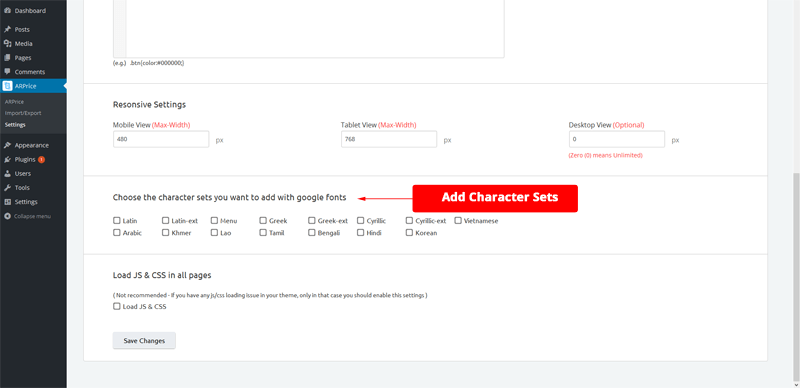 Dashboard
Posts
Media
Pages
Comments
ARPrice
ARPrice
Import/Export
Settings
Appearance
Plugins 1
Users
Tools
Settings
Collapse menu
(e.g.) .btn{color:#000000;}
Resonsive Settings
Mobile View (Max-Width) Tablet View (Max-Width) Desktop View (Optional)
480 px 768 px 0 px
(Zero (0) means Unlimited)
Choose the character sets you want to add with google fonts Add Character Sets
Latin Latin-ext Menu Greek Greek-ext Cyrillic Cyrillic-ext Vietnamese
Arabic Khmer Lao Tamil Bengali Hindi Korean
Load JS & CSS in all pages
( Not recommended - If you have any js/css loading issue in your theme, only in that case you should enable this settings )
Load JS & CSS
Save Changes